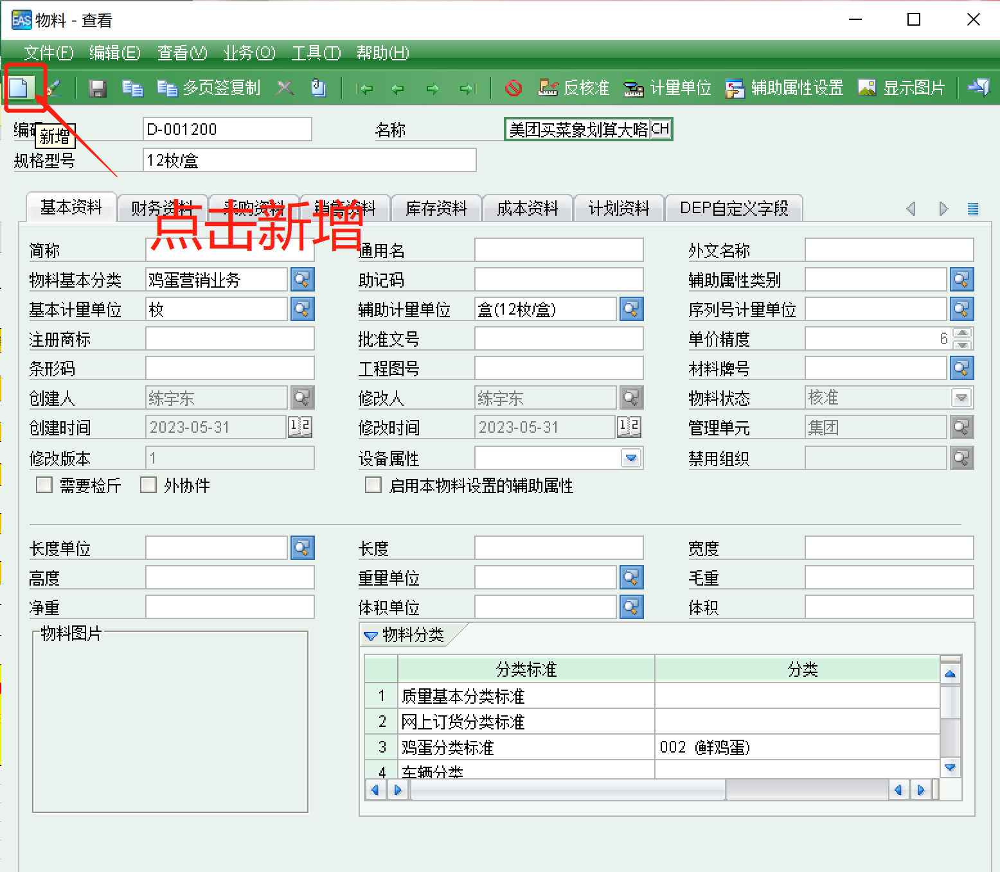 EAS 物料 - 查看
文件(F) 编辑(E) 查看(V) 业务(O) 工具(T) 帮助(H)
多页签复制 反核准 计量单位 辅助属性设置 显示图片
D-001200 名称 美团买菜象划算大咯 CH
新增
规格型号 12枚/盒
基本资料 财务资料 采购资料 销售资料 库存资料 成本资料 计划资料 DEP自定义字段
点击新增
简称 通用名 外文名称
物料基本分类 鸡蛋营销业务 助记码 辅助属性类别
基本计量单位 枚 辅助计量单位 盒(12枚/盒) 序列号计量单位
注册商标 批准文号 单价精度 6
条形码 工程图号 材料牌号
创建人 练宇东 修改人 练宇东 物料状态 核准
创建时间 2023-05-31 12 修改时间 2023-05-31 12 管理单元 集团
修改版本 1 设备属性 禁用组织
需要检斤 外协件 启用本物料设置的辅助属性
长度单位 长度 宽度
高度 重量单位 毛重
净重 体积单位 体积
物料图片 物料分类
分类标准 分类
1 质量基本分类标准
2 网上订货分类标准
3 鸡蛋分类标准 002 (鲜鸡蛋)
4 车辆分类